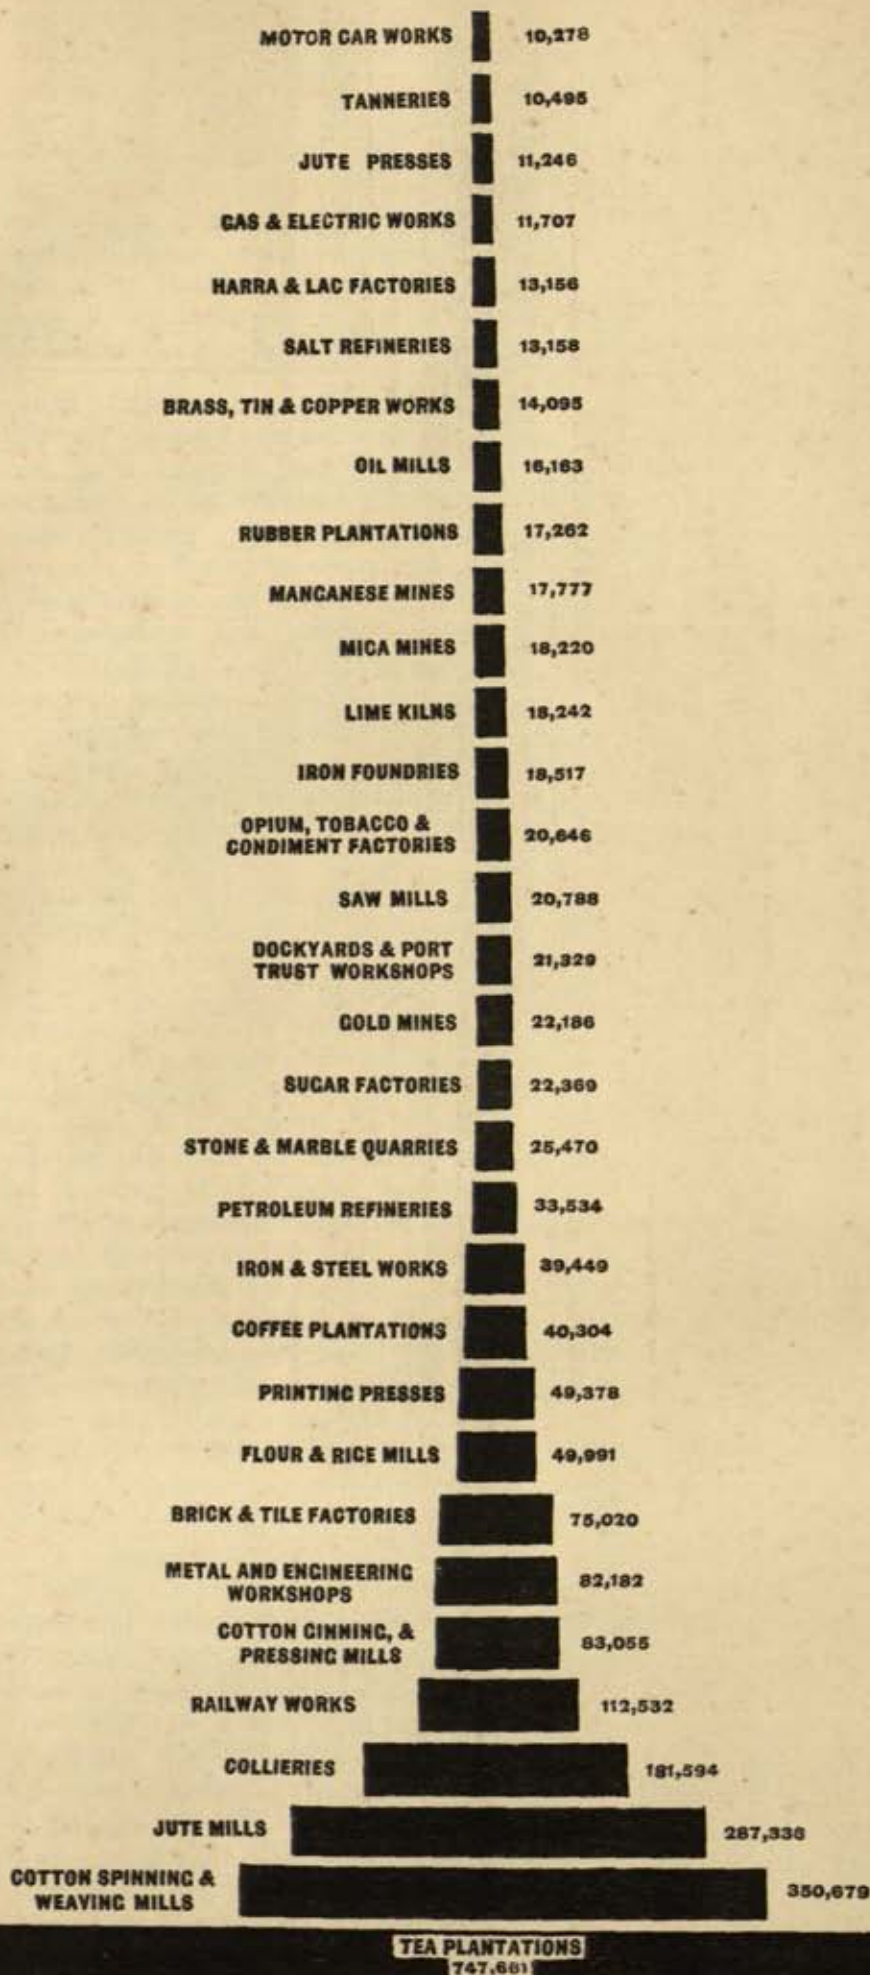 MOTOR CAR WORKS 10,278
TANNERIES 10,495
JUTE PRESSES 11,246
GAS & ELECTRIC WORKS 11,707
HARRA & LAC FACTORIES 13,156
SALT REFINERIES 13,158
BRASS, TIN & COPPER WORKS 14,095
OIL MILLS 16,163
RUBBER PLANTATIONS 17,262
MANGANESE MINES 17,777
MICA MINES 18,220
LIME KILNS 18,242
IRON FOUNDRIES 18,517
OPIUM, TOBACCO &
CONDIMENT FACTORIES 20,646
SAW MILLS 20,788
DOCKYARDS & PORT
TRUST WORKSHOPS 21,329
GOLD MINES 22,186
SUGAR FACTORIES 22,369
STONE & MARBLE QUARRIES 25,470
PETROLEUM REFINERIES 33,534
IRON & STEEL WORKS 39,449
COFFEE PLANTATIONS 40,304
PRINTING PRESSES 49,378
FLOUR & RICE MILLS 49,991
BRICK & TILE FACTORIES 75,020
METAL AND ENGINEERING
WORKSHOPS 82,182
COTTON GINNING, &
PRESSING MILLS 83,055
RAILWAY WORKS 112,532
COLLIERIES 181,594
JUTE MILLS 287,336
COTTON SPINNING &
WEAVING MILLS 350,679
TEA PLANTATIONS